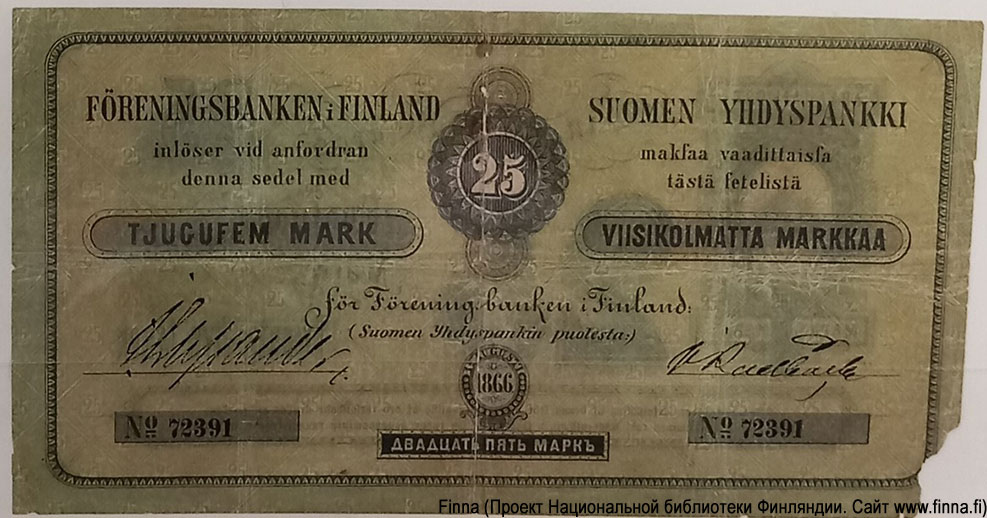 FÖRENINGSBANKEN i FINLAND
inlöser vid anfordran
denna sedel med
TJUGUFEM MARK
25
SUOMEN YHDYSPANKKI
makſaa vaadittaisſa
tästä ſetelistä
VIISIKOLMATTA MARKKAA
för Föreningsbanken i Finland:
(Suomen Yhdyspankin puolesta:)
AUGUSTI
1866
No 72391
No 72391
ДВАДЦАТЬ ПЯТЬ МАРКЪ
Finna (Проект Национальной библиотеки Финляндии. Сайт www.finna.fi)